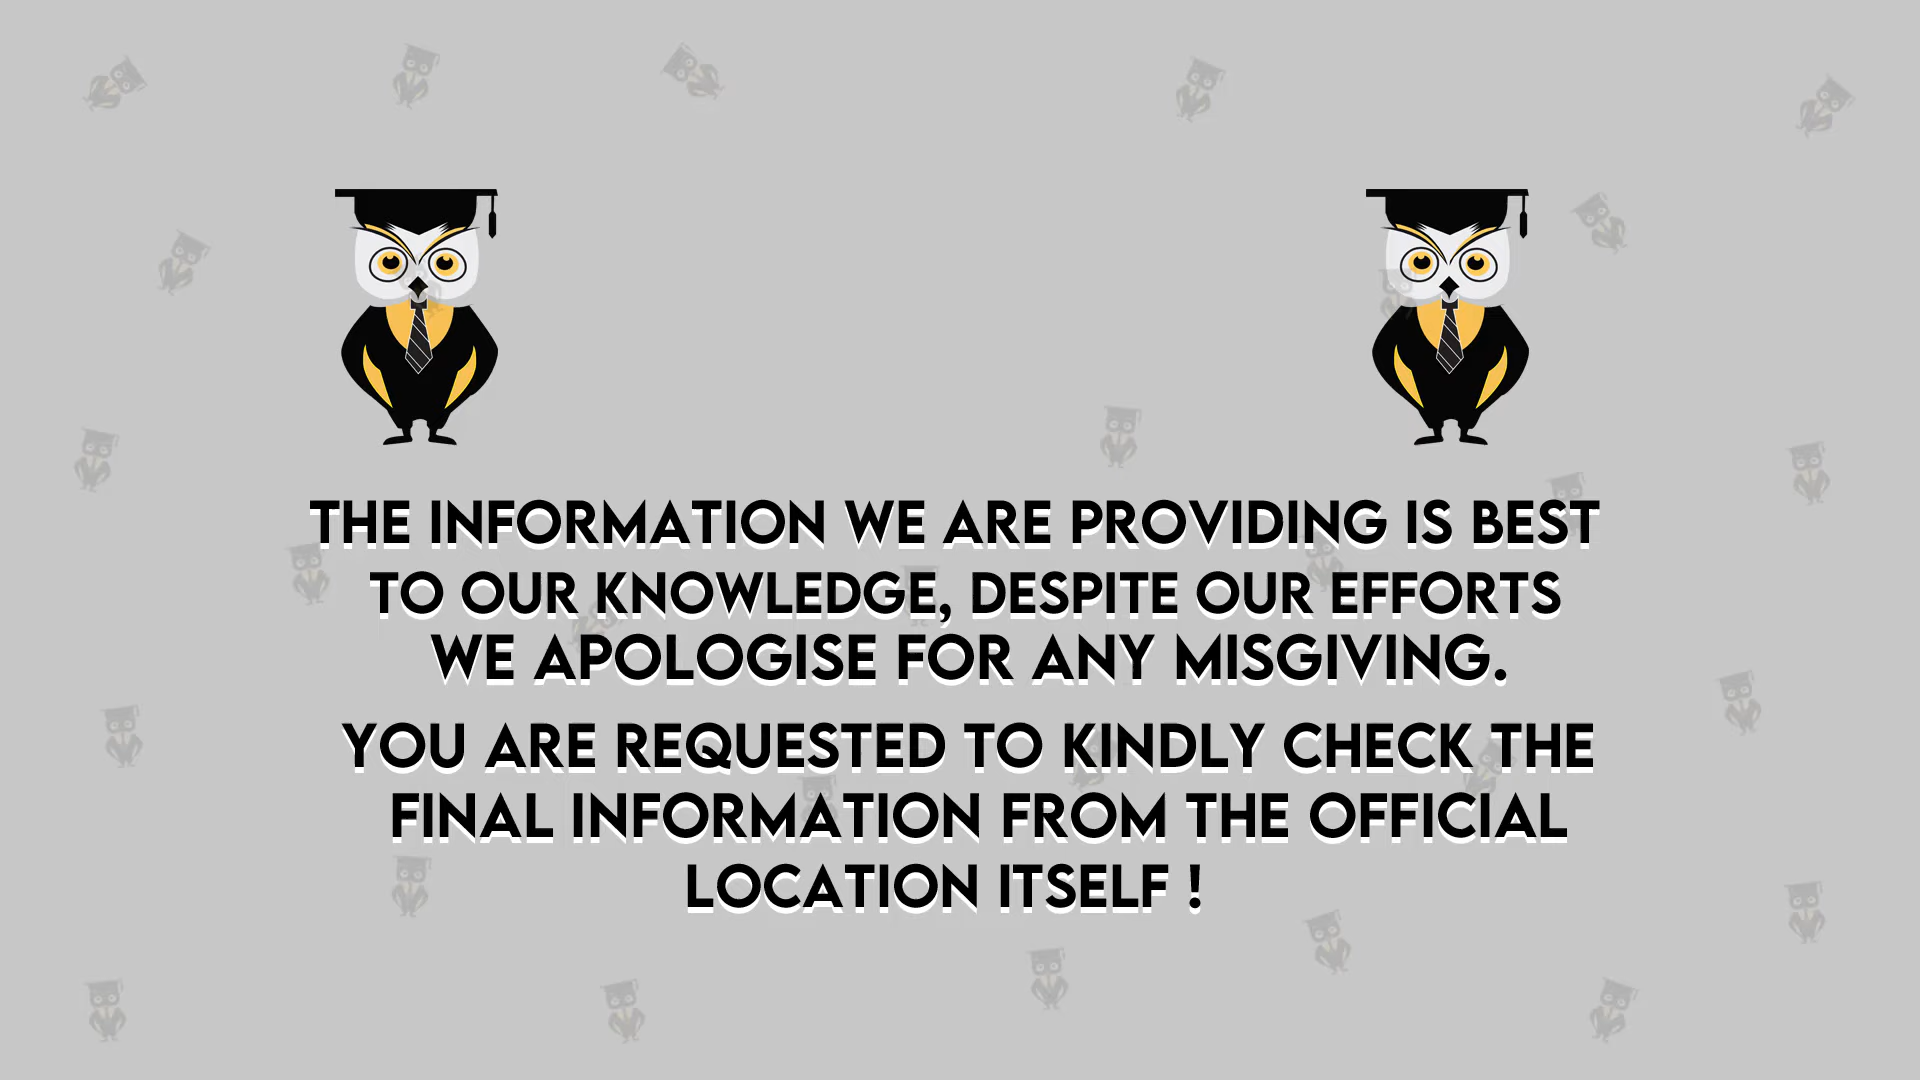 THE INFORMATION WE ARE PROVIDING IS BEST
TO OUR KNOWLEDGE, DESPITE OUR EFFORTS
WE APOLOGISE FOR ANY MISGIVING.
YOU ARE REQUESTED TO KINDLY CHECK THE
FINAL INFORMATION FROM THE OFFICIAL
LOCATION ITSELF !